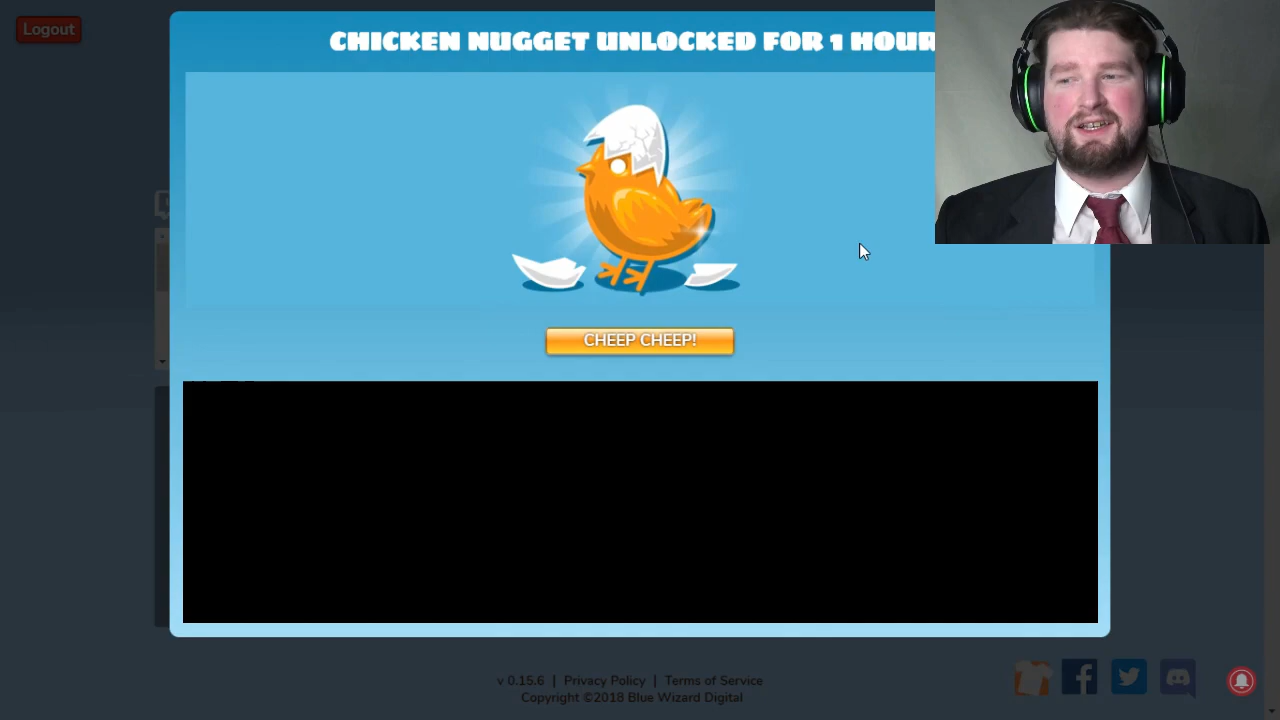 Logout
CHICKEN NUGGET UNLOCKED FOR 1 HOUR
CHEEP CHEEP!
v 0.15.6 | Privacy Policy | Terms of Service
Copyright ©2018 Blue Wizard Digital